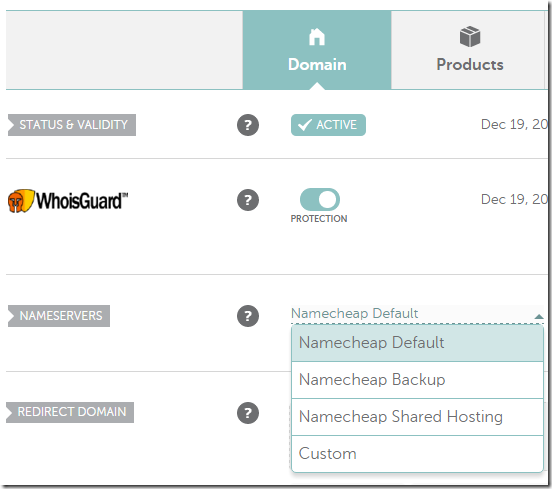 Domain
Products
STATUS & VALIDITY
?
ACTIVE
Dec 19, 20
WhoisGuard™
?
PROTECTION
Dec 19, 20
NAMESERVERS
?
Namecheap Default
Namecheap Default
Namecheap Backup
Namecheap Shared Hosting
Custom
REDIRECT DOMAIN
?